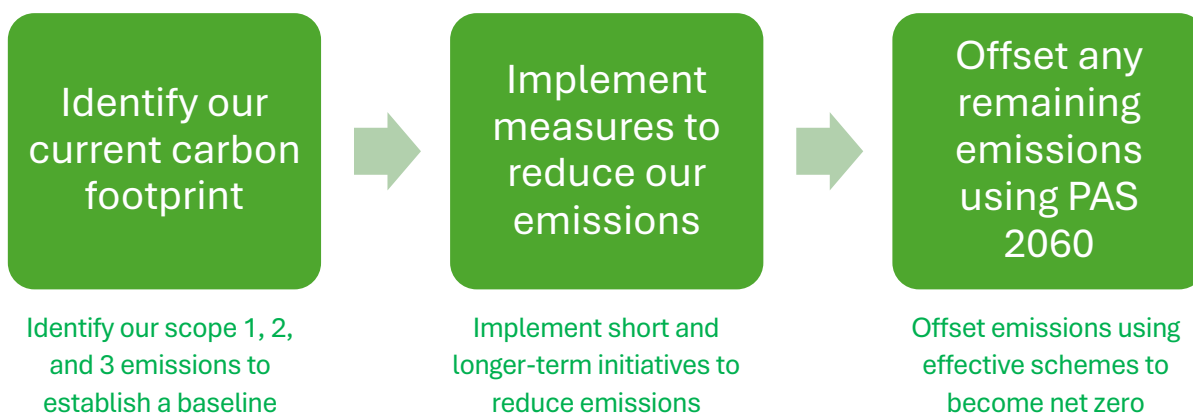 Identify our
current carbon
footprint
Implement
measures to
reduce our
emissions
Offset any
remaining
emissions
using PAS
2060
Identify our scope 1, 2,
and 3 emissions to
establish a baseline
Implement short and
longer-term initiatives to
reduce emissions
Offset emissions using
effective schemes to
become net zero